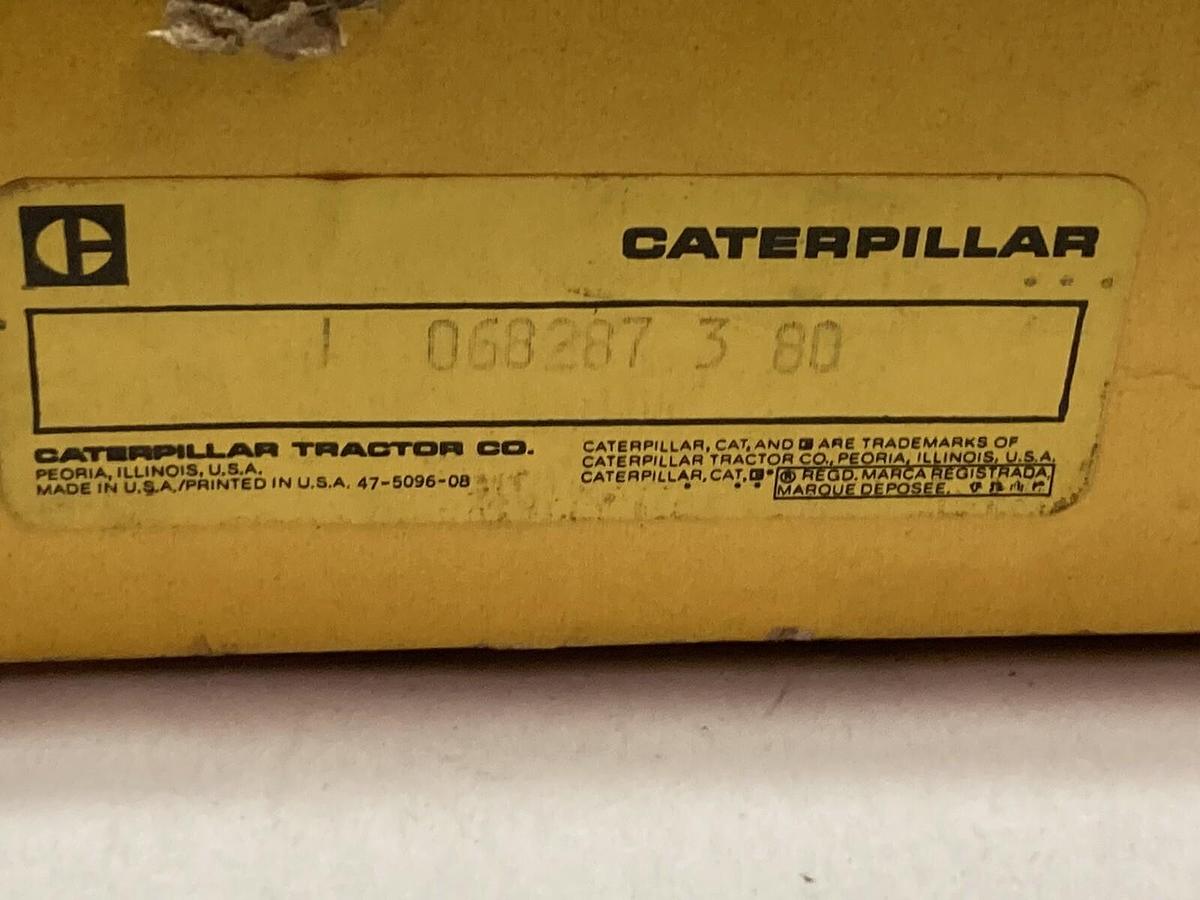 CATERPILLAR
1 068287 3 80
CATERPILLAR TRACTOR CO.
PEORIA, ILLINOIS, U.S.A.
MADE IN U.S.A./PRINTED IN U.S.A. 47-5096-08
CATERPILLAR, CAT, AND ARE TRADEMARKS OF
CATERPILLAR TRACTOR CO., PEORIA, ILLINOIS, U.S.A.
CATERPILLAR, CAT,
® REGD. MARCA REGISTRADA,
MARQUE DEPOSEE.